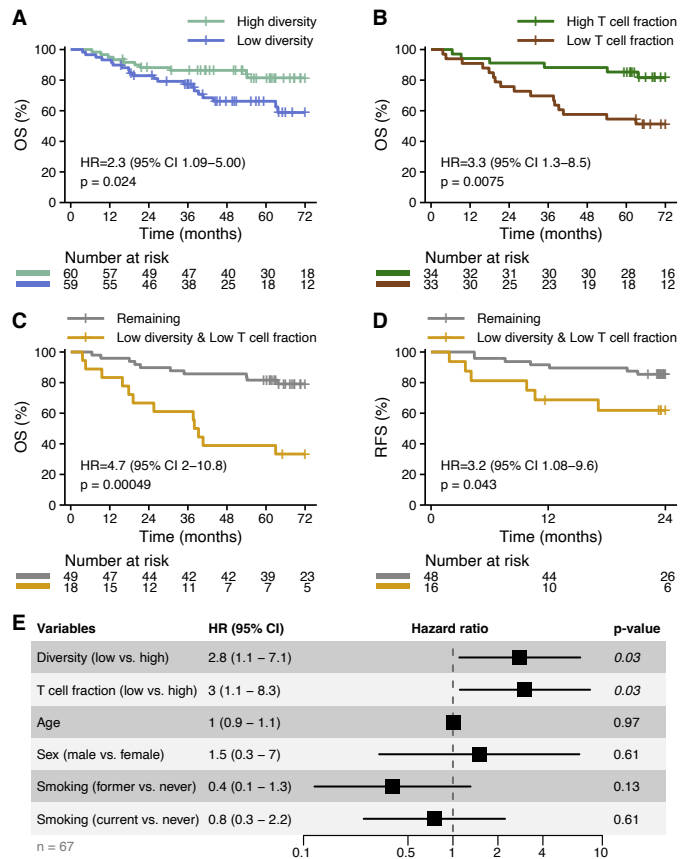 A
High diversity
Low diversity
OS (%)
100
80
60
40
20
0
HR=2.3 (95% CI 1.09–5.00)
p = 0.024
0 12 24 36 48 60 72
Time (months)
Number at risk
60 57 49 47 40 30 18
59 55 46 38 25 18 12
B
High T cell fraction
Low T cell fraction
OS (%)
100
80
60
40
20
0
HR=3.3 (95% CI 1.3–8.5)
p = 0.0075
0 12 24 36 48 60 72
Time (months)
Number at risk
34 32 31 30 30 28 16
33 30 25 23 19 18 12
C
Remaining
Low diversity & Low T cell fraction
OS (%)
100
80
60
40
20
0
HR=4.7 (95% CI 2–10.8)
p = 0.00049
0 12 24 36 48 60 72
Time (months)
Number at risk
49 47 44 42 42 39 23
18 15 12 11 7 7 5
D
Remaining
Low diversity & Low T cell fraction
RFS (%)
100
80
60
40
20
0
HR=3.2 (95% CI 1.08–9.6)
p = 0.043
0 12 24
Time (months)
Number at risk
48 44 26
16 10 6
E
Variables HR (95% CI) Hazard ratio p-value
Diversity (low vs. high) 2.8 (1.1 – 7.1) 0.03
T cell fraction (low vs. high) 3 (1.1 – 8.3) 0.03
Age 1 (0.9 – 1.1) 0.97
Sex (male vs. female) 1.5 (0.3 – 7) 0.61
Smoking (former vs. never) 0.4 (0.1 – 1.3) 0.13
Smoking (current vs. never) 0.8 (0.3 – 2.2) 0.61
n = 67
0.1 0.5 1 2 4 10